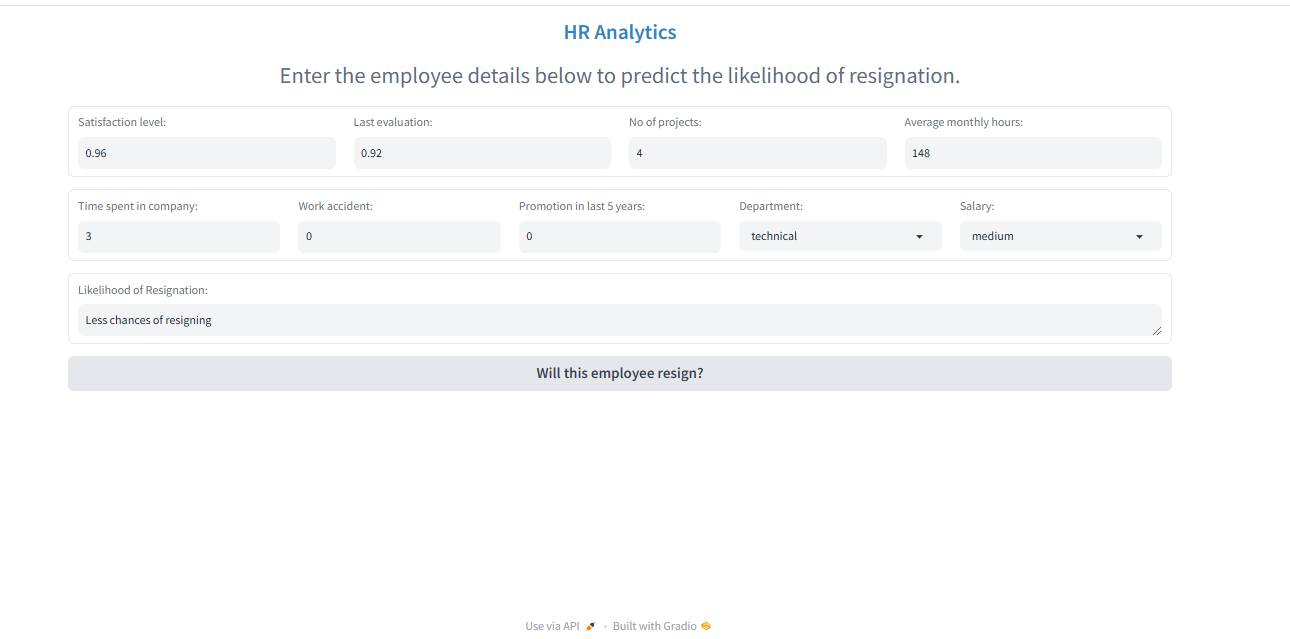 HR Analytics
Enter the employee details below to predict the likelihood of resignation.
Satisfaction level: Last evaluation: No of projects: Average monthly hours:
0.96 0.92 4 148
Time spent in company: Work accident: Promotion in last 5 years: Department: Salary:
3 0 0 technical medium
Likelihood of Resignation:
Less chances of resigning
Will this employee resign?
Use via API · Built with Gradio